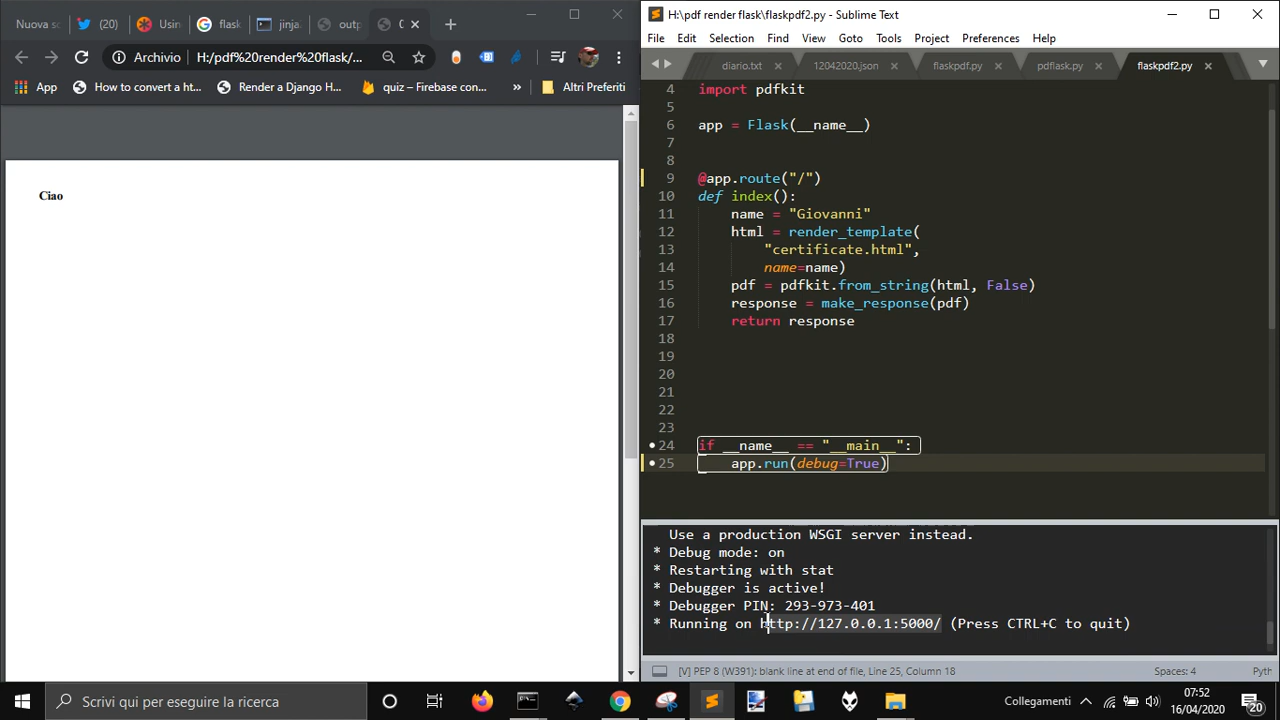 Nuova s
(20)
Usin
flask
jinja
outp
Archivio
H:/pdf%20render%20flask/...
App
How to convert a ht...
Render a Django H...
quiz – Firebase con...
»
Altri Preferiti
Ciao
H:\pdf render flask\flaskpdf2.py - Sublime Text
File Edit Selection Find View Goto Tools Project Preferences Help
diario.txt
12042020.json
flaskpdf.py
pdflask.py
flaskpdf2.py
4 import pdfkit
5
6 app = Flask(__name__)
7
8
9 @app.route("/")
10 def index():
11 name = "Giovanni"
12 html = render_template(
13 "certificate.html",
14 name=name)
15 pdf = pdfkit.from_string(html, False)
16 response = make_response(pdf)
17 return response
18
19
20
21
22
23
24 if __name__ == "__main__":
25 app.run(debug=True)
Use a production WSGI server instead.
* Debug mode: on
* Restarting with stat
* Debugger is active!
* Debugger PIN: 293-973-401
* Running on http://127.0.0.1:5000/ (Press CTRL+C to quit)
[V] PEP 8 (W391): blank line at end of file, Line 25, Column 18
Spaces: 4
Pyth
Scrivi qui per eseguire la ricerca
Collegamenti
07:52
16/04/2020
20